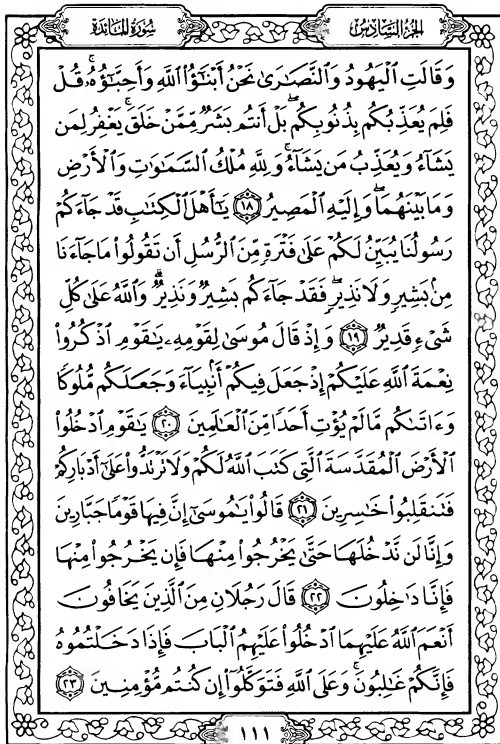 الجزء السادس
سورة المائدة
وَقَالَتِ ٱلْيَهُودُ وَٱلنَّصَٰرَىٰ نَحْنُ أَبْنَٰٓؤُا۟ ٱللَّهِ وَأَحِبَّٰٓؤُهُۥ ۚ قُلْ
فَلِمَ يُعَذِّبُكُم بِذُنُوبِكُم ۖ بَلْ أَنتُم بَشَرٌ مِّمَّنْ خَلَقَ ۚ يَغْفِرُ لِمَن
يَشَآءُ وَيُعَذِّبُ مَن يَشَآءُ ۚ وَلِلَّهِ مُلْكُ ٱلسَّمَٰوَٰتِ وَٱلْأَرْضِ
وَمَا بَيْنَهُمَا ۖ وَإِلَيْهِ ٱلْمَصِيرُ ١٨ يَٰٓأَهْلَ ٱلْكِتَٰبِ قَدْ جَآءَكُمْ
رَسُولُنَا يُبَيِّنُ لَكُمْ عَلَىٰ فَتْرَةٍ مِّنَ ٱلرُّسُلِ أَن تَقُولُوا۟ مَا جَآءَنَا
مِنۢ بَشِيرٍ وَلَا نَذِيرٍ ۖ فَقَدْ جَآءَكُم بَشِيرٌ وَنَذِيرٌ ۗ وَٱللَّهُ عَلَىٰ كُلِّ
شَىْءٍ قَدِيرٌ ١٩ وَإِذْ قَالَ مُوسَىٰ لِقَوْمِهِۦ يَٰقَوْمِ ٱذْكُرُوا۟
نِعْمَةَ ٱللَّهِ عَلَيْكُمْ إِذْ جَعَلَ فِيكُمْ أَنۢبِيَآءَ وَجَعَلَكُم مُّلُوكًا
وَءَاتَىٰكُم مَّا لَمْ يُؤْتِ أَحَدًا مِّنَ ٱلْعَٰلَمِينَ ٢٠ يَٰقَوْمِ ٱدْخُلُوا۟
ٱلْأَرْضَ ٱلْمُقَدَّسَةَ ٱلَّتِى كَتَبَ ٱللَّهُ لَكُمْ وَلَا تَرْتَدُّوا۟ عَلَىٰٓ أَدْبَارِكُمْ
فَتَنقَلِبُوا۟ خَٰسِرِينَ ٢١ قَالُوا۟ يَٰمُوسَىٰٓ إِنَّ فِيهَا قَوْمًا جَبَّارِينَ
وَإِنَّا لَن نَّدْخُلَهَا حَتَّىٰ يَخْرُجُوا۟ مِنْهَا فَإِن يَخْرُجُوا۟ مِنْهَا
فَإِنَّا دَٰخِلُونَ ٢٢ قَالَ رَجُلَانِ مِنَ ٱلَّذِينَ يَخَافُونَ
أَنْعَمَ ٱللَّهُ عَلَيْهِمَا ٱدْخُلُوا۟ عَلَيْهِمُ ٱلْبَابَ فَإِذَا دَخَلْتُمُوهُ
فَإِنَّكُمْ غَٰلِبُونَ ۚ وَعَلَى ٱللَّهِ فَتَوَكَّلُوٓا۟ إِن كُنتُم مُّؤْمِنِينَ ٢٣
١١١